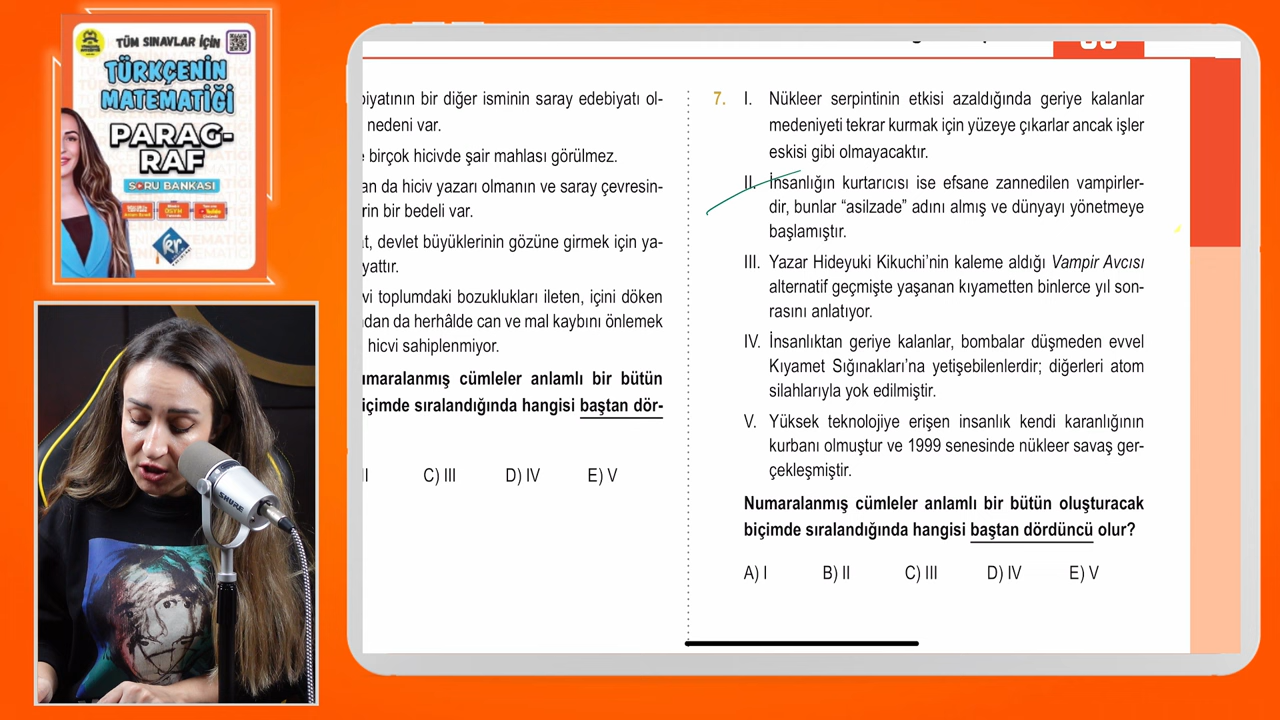 TÜM SINAVLAR İÇİN
TÜRKÇENİN
MATEMATİĞİ
PARAG-
RAF
SORU BANKASI
SHURE
biyatının bir diğer isminin saray edebiyatı ol-
nedeni var.
birçok hicivde şair mahlası görülmez.
an da hiciv yazarı olmanın ve saray çevresin-
rin bir bedeli var.
at, devlet büyüklerinin gözüne girmek için ya-
yattır.
vi toplumdaki bozuklukları ileten, içini döken
ndan da herhâlde can ve mal kaybını önlemek
hicvi sahiplenmiyor.
umaralanmış cümleler anlamlı bir bütün
içimde sıralandığında hangisi baştan dör-
II C) III D) IV E) V
7. I. Nükleer serpintinin etkisi azaldığında geriye kalanlar
medeniyeti tekrar kurmak için yüzeye çıkarlar ancak işler
eskisi gibi olmayacaktır.
II. İnsanlığın kurtarıcısı ise efsane zannedilen vampirler-
dir, bunlar “asilzade” adını almış ve dünyayı yönetmeye
başlamıştır.
III. Yazar Hideyuki Kikuchi’nin kaleme aldığı Vampir Avcısı
alternatif geçmişte yaşanan kıyametten binlerce yıl son-
rasını anlatıyor.
IV. İnsanlıktan geriye kalanlar, bombalar düşmeden evvel
Kıyamet Sığınakları’na yetişebilenlerdir; diğerleri atom
silahlarıyla yok edilmiştir.
V. Yüksek teknolojiye erişen insanlık kendi karanlığının
kurbanı olmuştur ve 1999 senesinde nükleer savaş ger-
çekleşmiştir.
Numaralanmış cümleler anlamlı bir bütün oluşturacak
biçimde sıralandığında hangisi baştan dördüncü olur?
A) I B) II C) III D) IV E) V